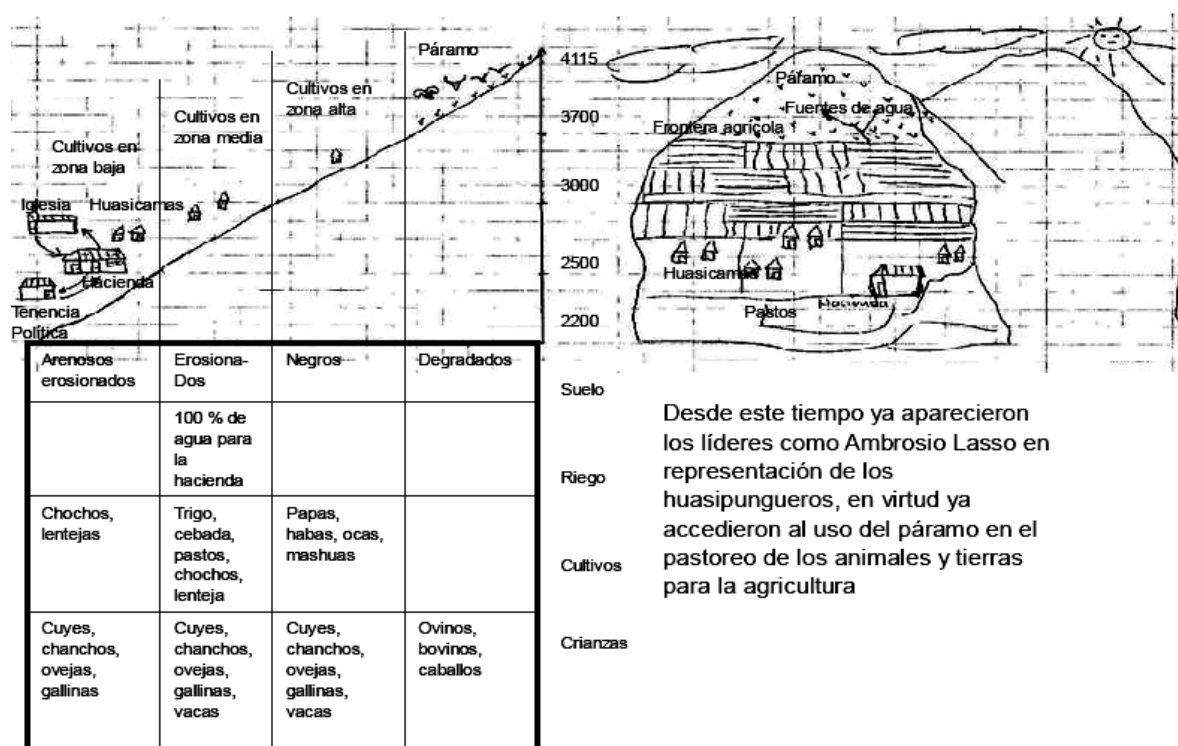 Páramo
Cultivos en
zona alta
Cultivos en
zona media
Cultivos en
zona baja
Iglesia
Huasicamas
Hacienda
Tenencia
Política
4115
3700
3000
2500
2200
Páramo
Fuentes de agua
Frontera agrícola
Huasicamas
Hacienda
Pastos
Arenosos
erosionados
Erosiona-
Dos
Negros
Degradados
Suelo
100 % de
agua para
la
hacienda
Riego
Chochos,
lentejas
Trigo,
cebada,
pastos,
chochos,
lenteja
Papas,
habas, ocas,
mashuas
Cultivos
Cuyes,
chanchos,
ovejas,
gallinas
Cuyes,
chanchos,
ovejas,
gallinas,
vacas
Cuyes,
chanchos,
ovejas,
gallinas,
vacas
Ovinos,
bovinos,
caballos
Crianzas
Desde este tiempo ya aparecieron
los líderes como Ambrosio Lasso en
representación de los
huasipungueros, en virtud ya
accedieron al uso del páramo en el
pastoreo de los animales y tierras
para la agricultura